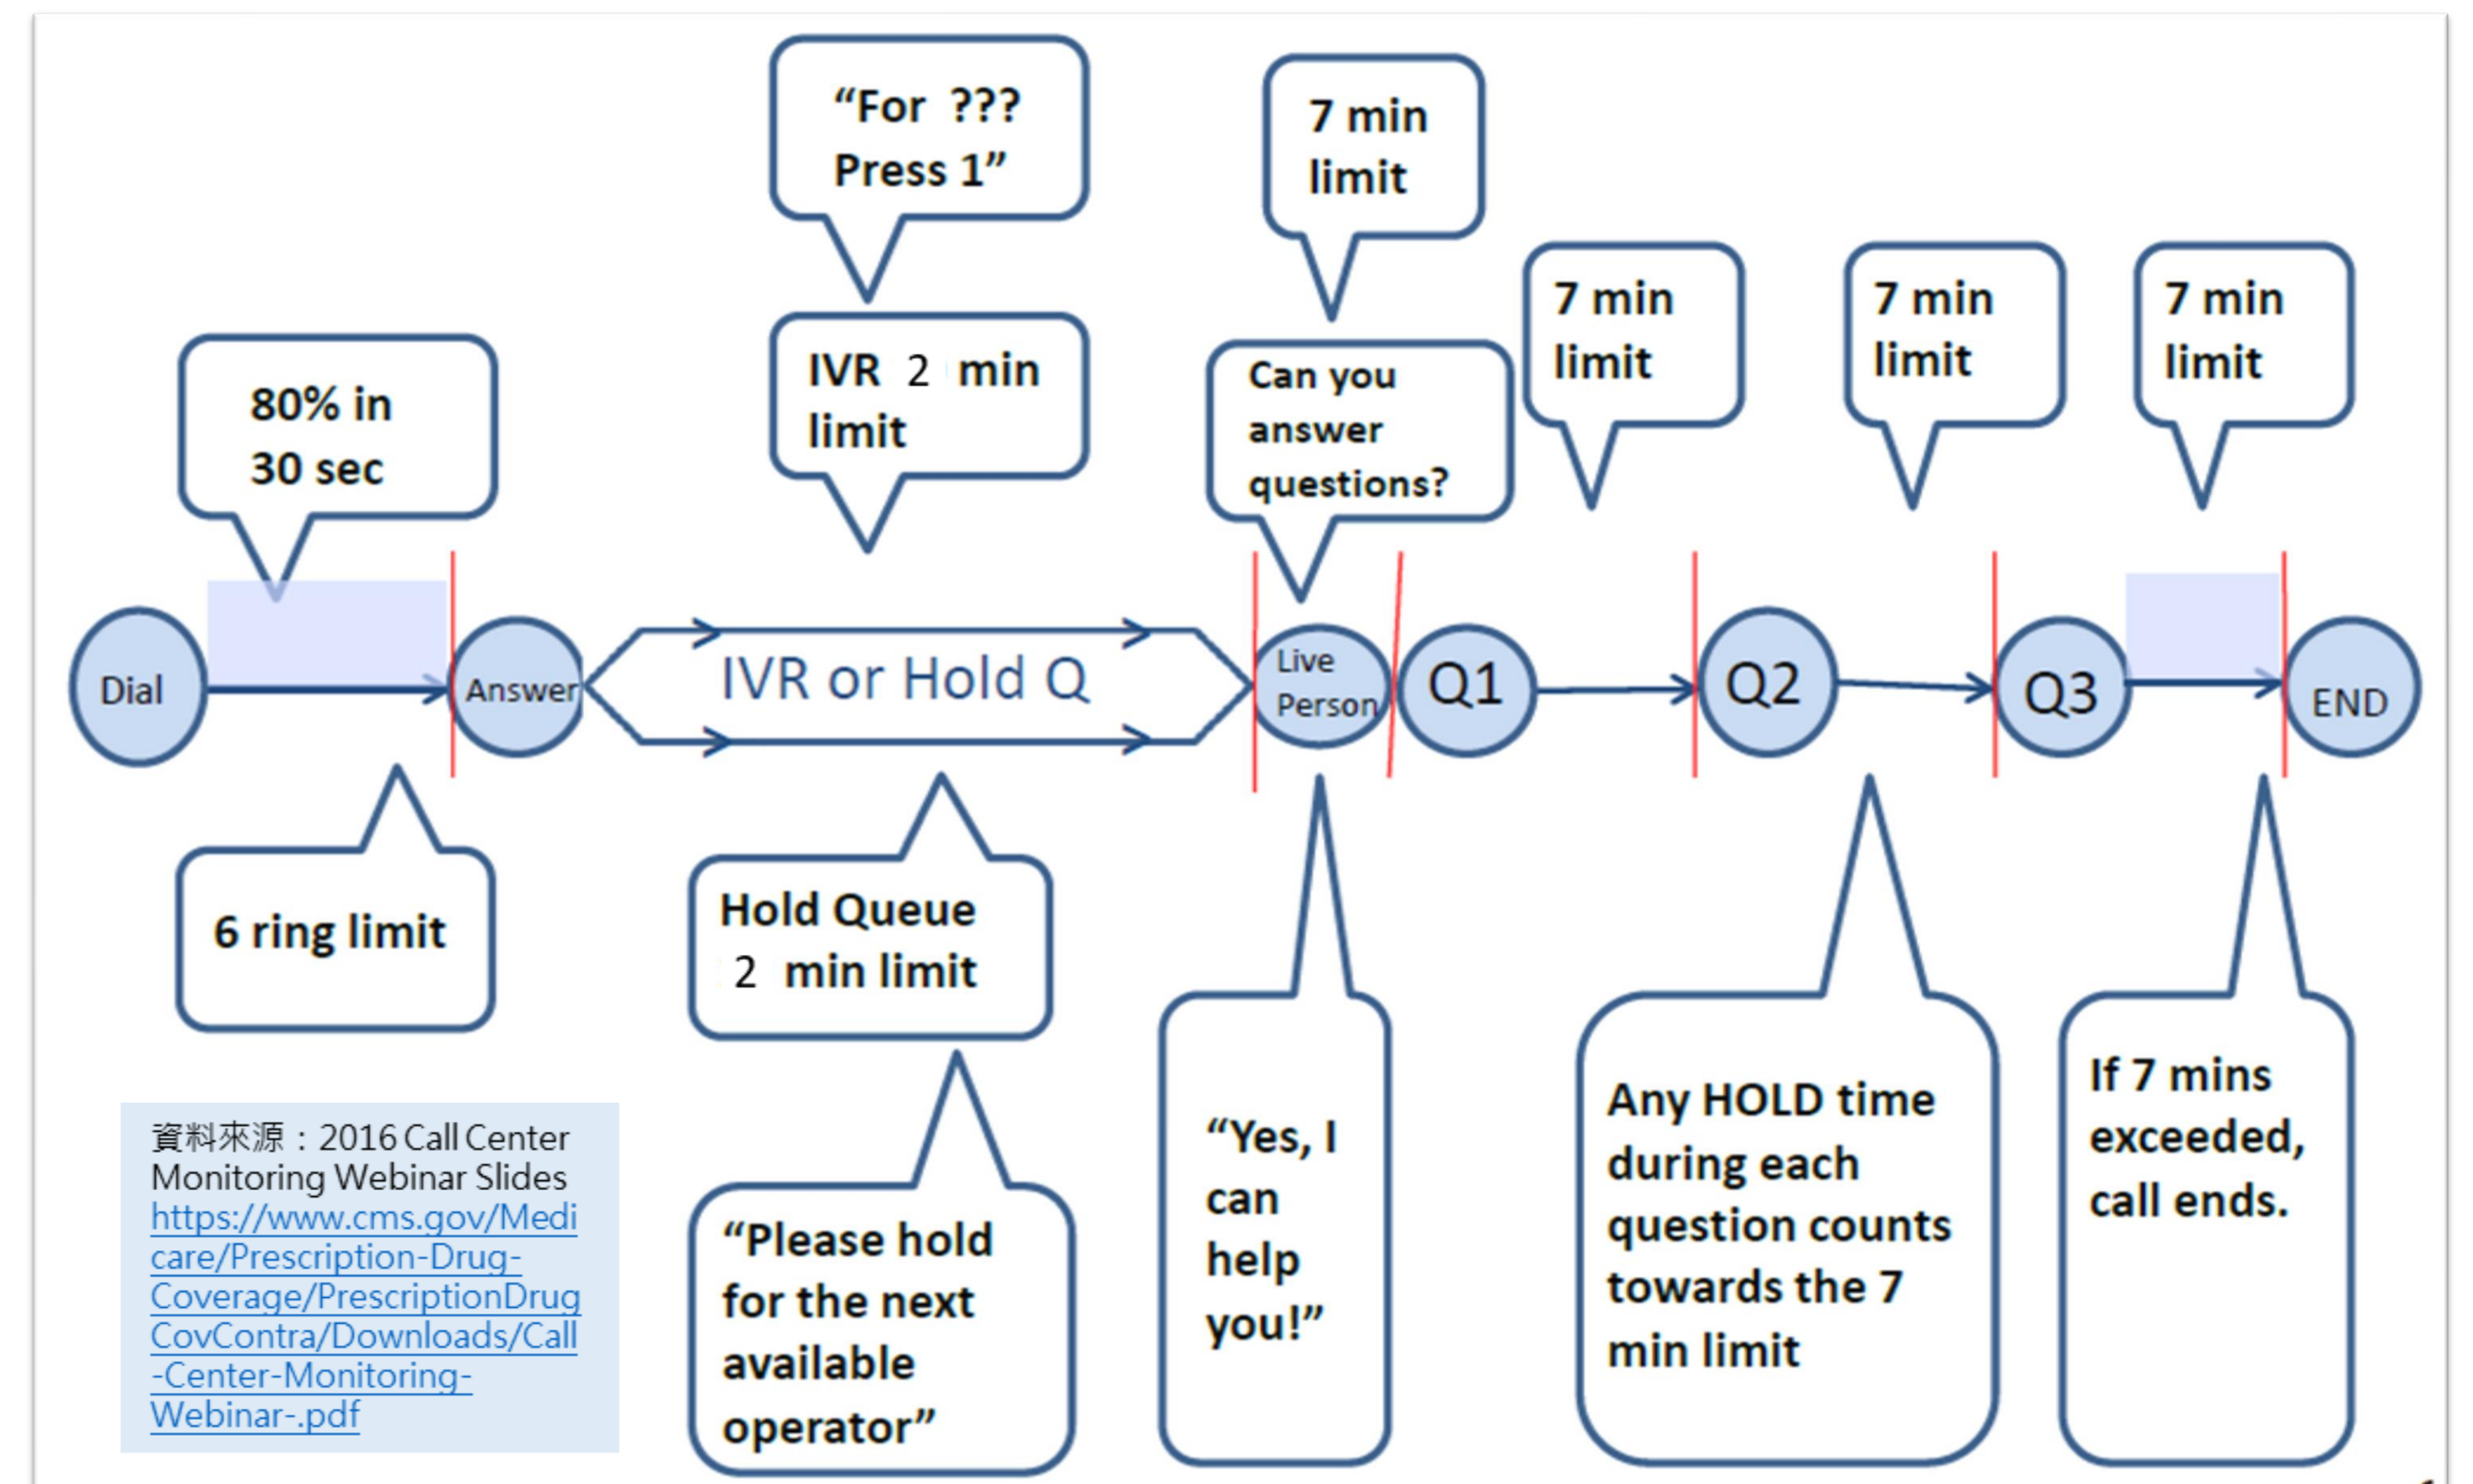 “For ???
Press 1”
7 min
limit
7 min
limit
7 min
limit
7 min
limit
80% in
30 sec
IVR 2 min
limit
Can you
answer
questions?
Dial
Answer
IVR or Hold Q
Live
Person
Q1
Q2
Q3
END
6 ring limit
Hold Queue
2 min limit
“Please hold
for the next
available
operator”
“Yes, I
can
help
you!”
Any HOLD time
during each
question counts
towards the 7
min limit
If 7 mins
exceeded,
call ends.
資料來源：2016 Call Center
Monitoring Webinar Slides
https://www.cms.gov/Medi
care/Prescription-Drug-
Coverage/PrescriptionDrug
CovContra/Downloads/Call
-Center-Monitoring-
Webinar-.pdf